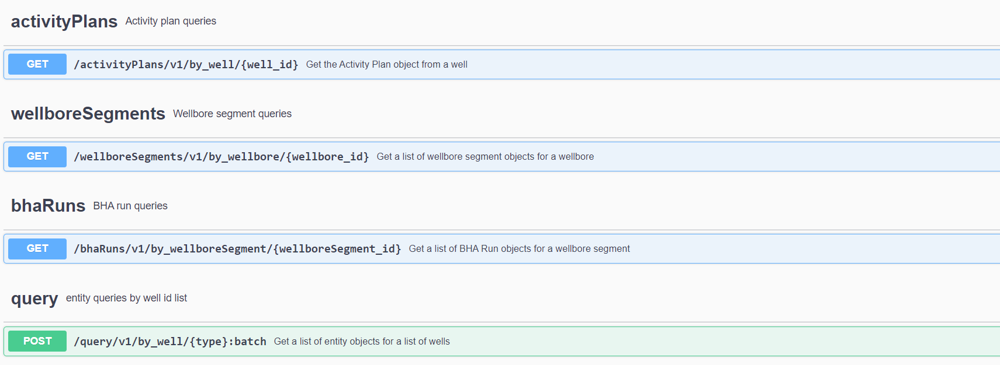 activityPlans Activity plan queries
GET /activityPlans/v1/by_well/{well_id} Get the Activity Plan object from a well
wellboreSegments Wellbore segment queries
GET /wellboreSegments/v1/by_wellbore/{wellbore_id} Get a list of wellbore segment objects for a wellbore
bhaRuns BHA run queries
GET /bhaRuns/v1/by_wellboreSegment/{wellboreSegment_id} Get a list of BHA Run objects for a wellbore segment
query entity queries by well id list
POST /query/v1/by_well/{type}:batch Get a list of entity objects for a list of wells